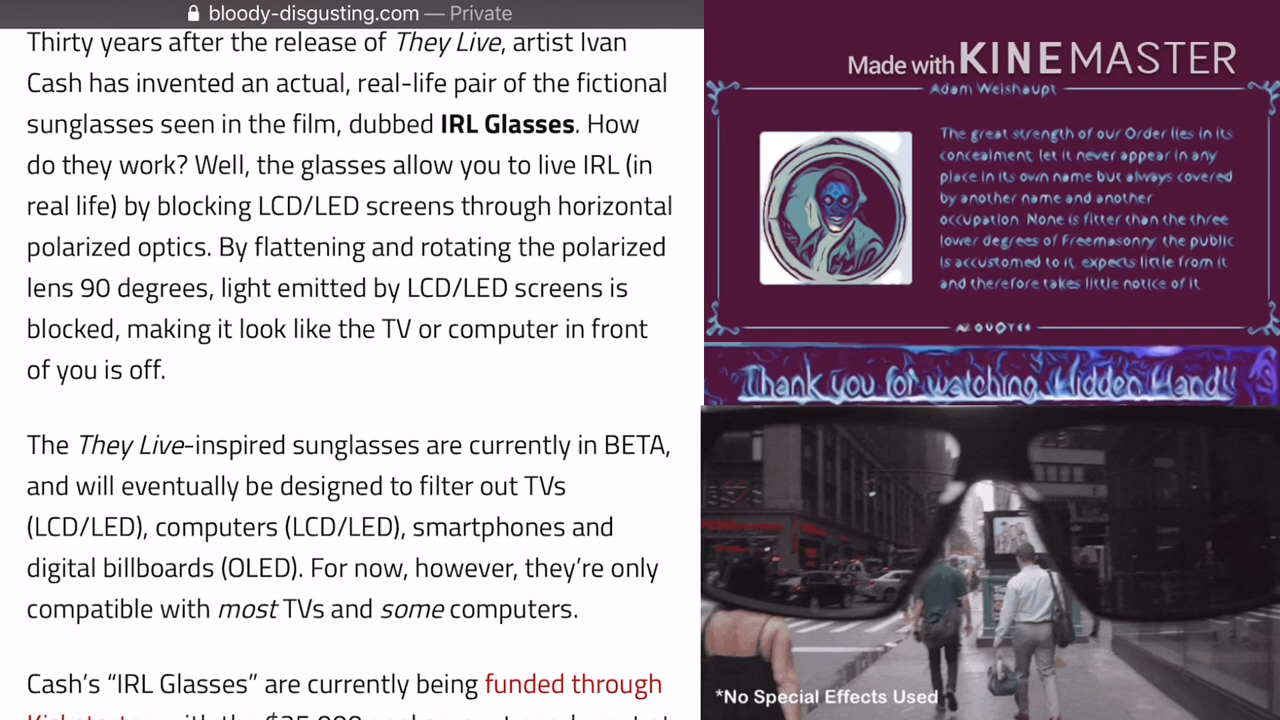 bloody-disgusting.com — Private
Thirty years after the release of They Live, artist Ivan
Cash has invented an actual, real-life pair of the fictional
sunglasses seen in the film, dubbed IRL Glasses. How
do they work? Well, the glasses allow you to live IRL (in
real life) by blocking LCD/LED screens through horizontal
polarized optics. By flattening and rotating the polarized
lens 90 degrees, light emitted by LCD/LED screens is
blocked, making it look like the TV or computer in front
of you is off.
The They Live-inspired sunglasses are currently in BETA,
and will eventually be designed to filter out TVs
(LCD/LED), computers (LCD/LED), smartphones and
digital billboards (OLED). For now, however, they’re only
compatible with most TVs and some computers.
Cash’s “IRL Glasses” are currently being funded through
Made with KINEMASTER
Adam Weishaupt
The great strength of our Order lies in its
concealment let it never appear in any
place in its own name but always covered
by another name and another
occupation None is fitter than the three
lower degrees of Freemasonry the public
is accustomed to it expects little from it
and therefore takes little notice of it
AZ QUOTES
Thank you for watching Hidden Hand!!
*No Special Effects Used